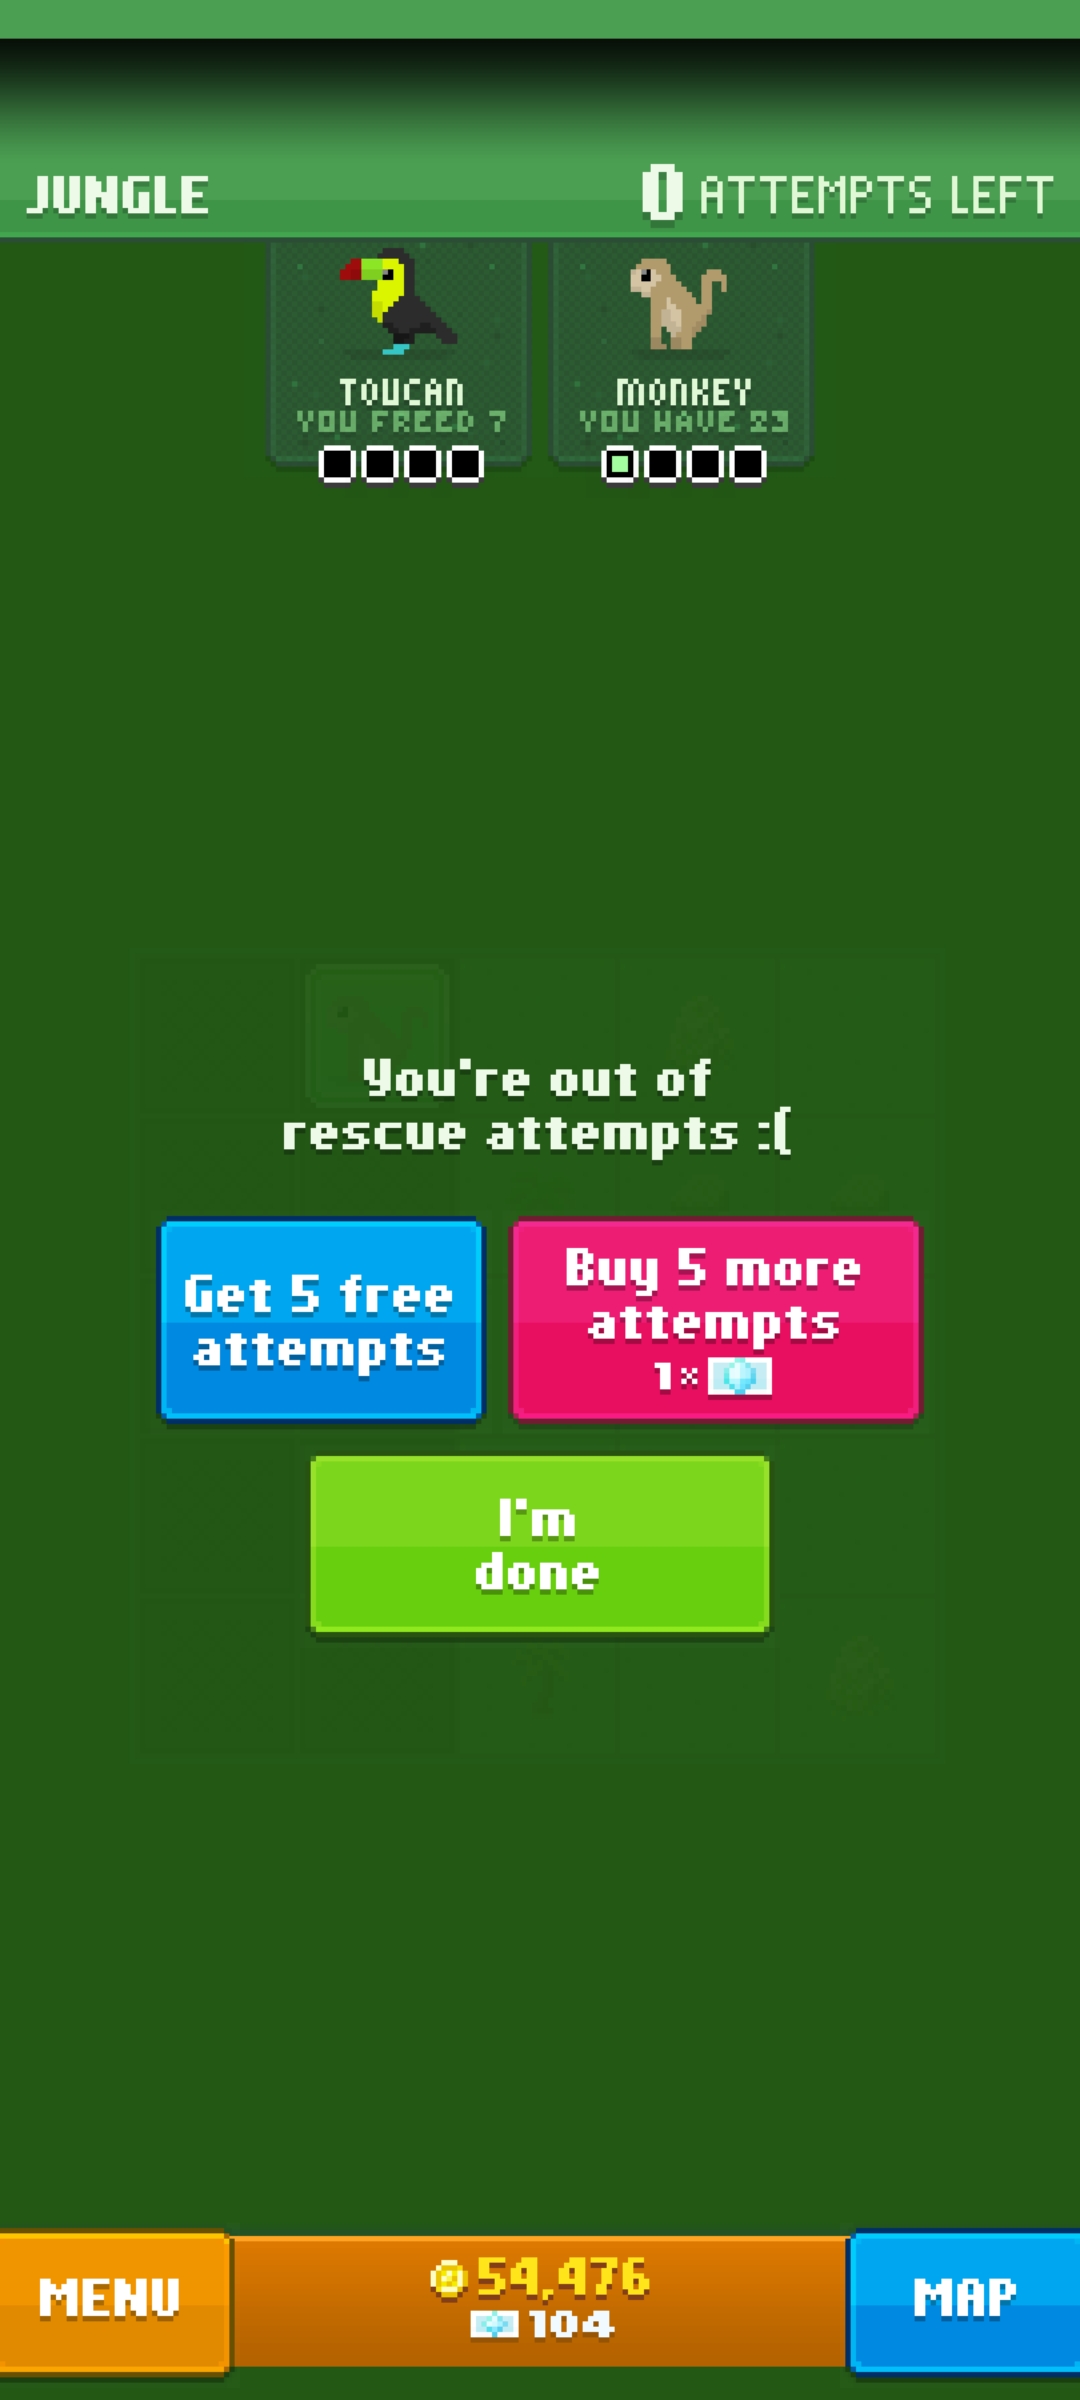 JUNGLE
0 ATTEMPTS LEFT
TOUCAN
YOU FREED 7
MONKEY
YOU HAVE 23
You're out of
rescue attempts :(
Get 5 free
attempts
Buy 5 more
attempts
1×
I'm
done
MENU
54,476
104
MAP